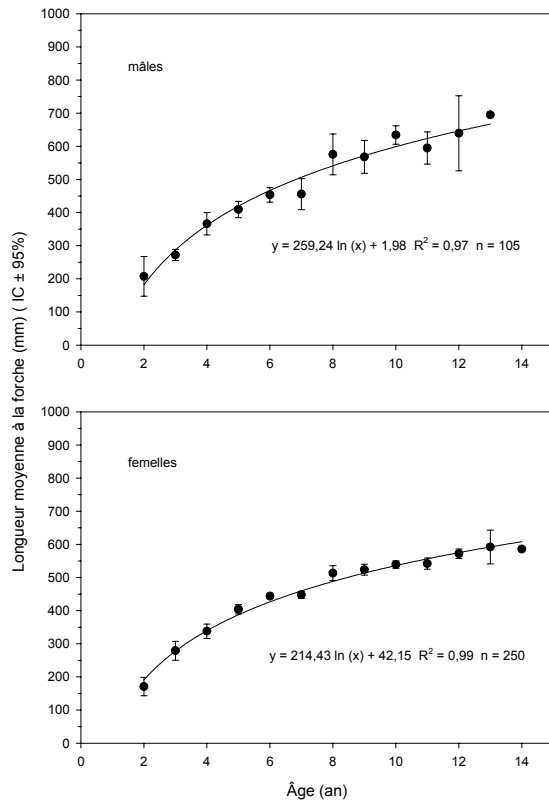 Longueur moyenne à la forche (mm) ( IC ± 95%)
1000
900
800
700
600
500
400
300
200
100
0
mâles
y = 259,24 ln (x) + 1,98 R² = 0,97 n = 105
0 2 4 6 8 10 12 14
1000
900
800
700
600
500
400
300
200
100
0
femelles
y = 214,43 ln (x) + 42,15 R² = 0,99 n = 250
0 2 4 6 8 10 12 14
Âge (an)